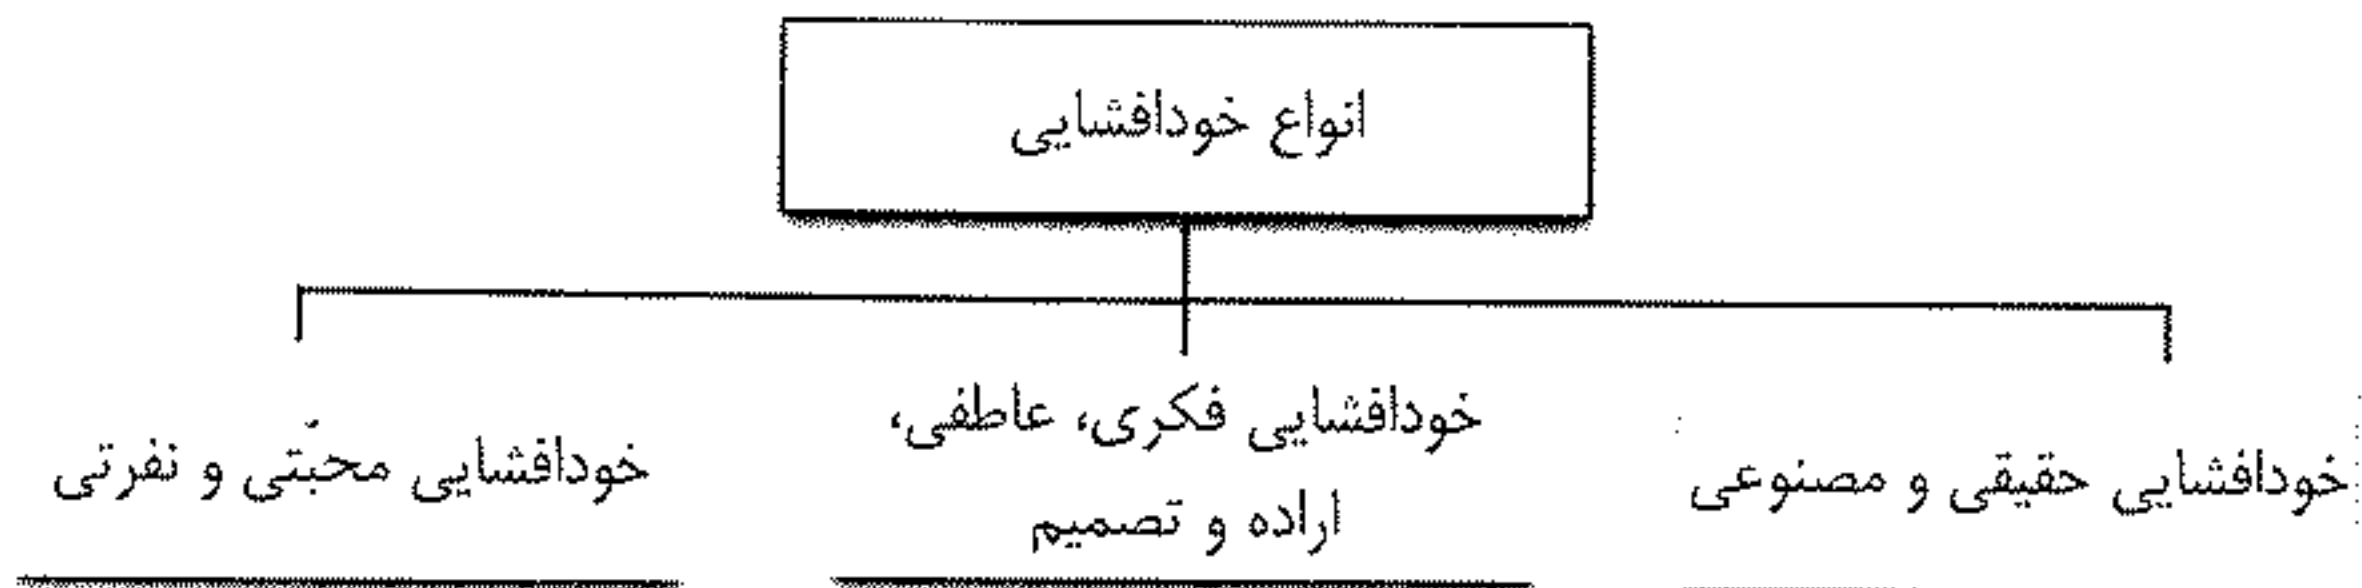 انواع خودافشایی
خودافشایی حقیقی و مصنوعی
خودافشایی فکری، عاطفی،
اراده و تصمیم
خودافشایی محبّتی و نفرتی